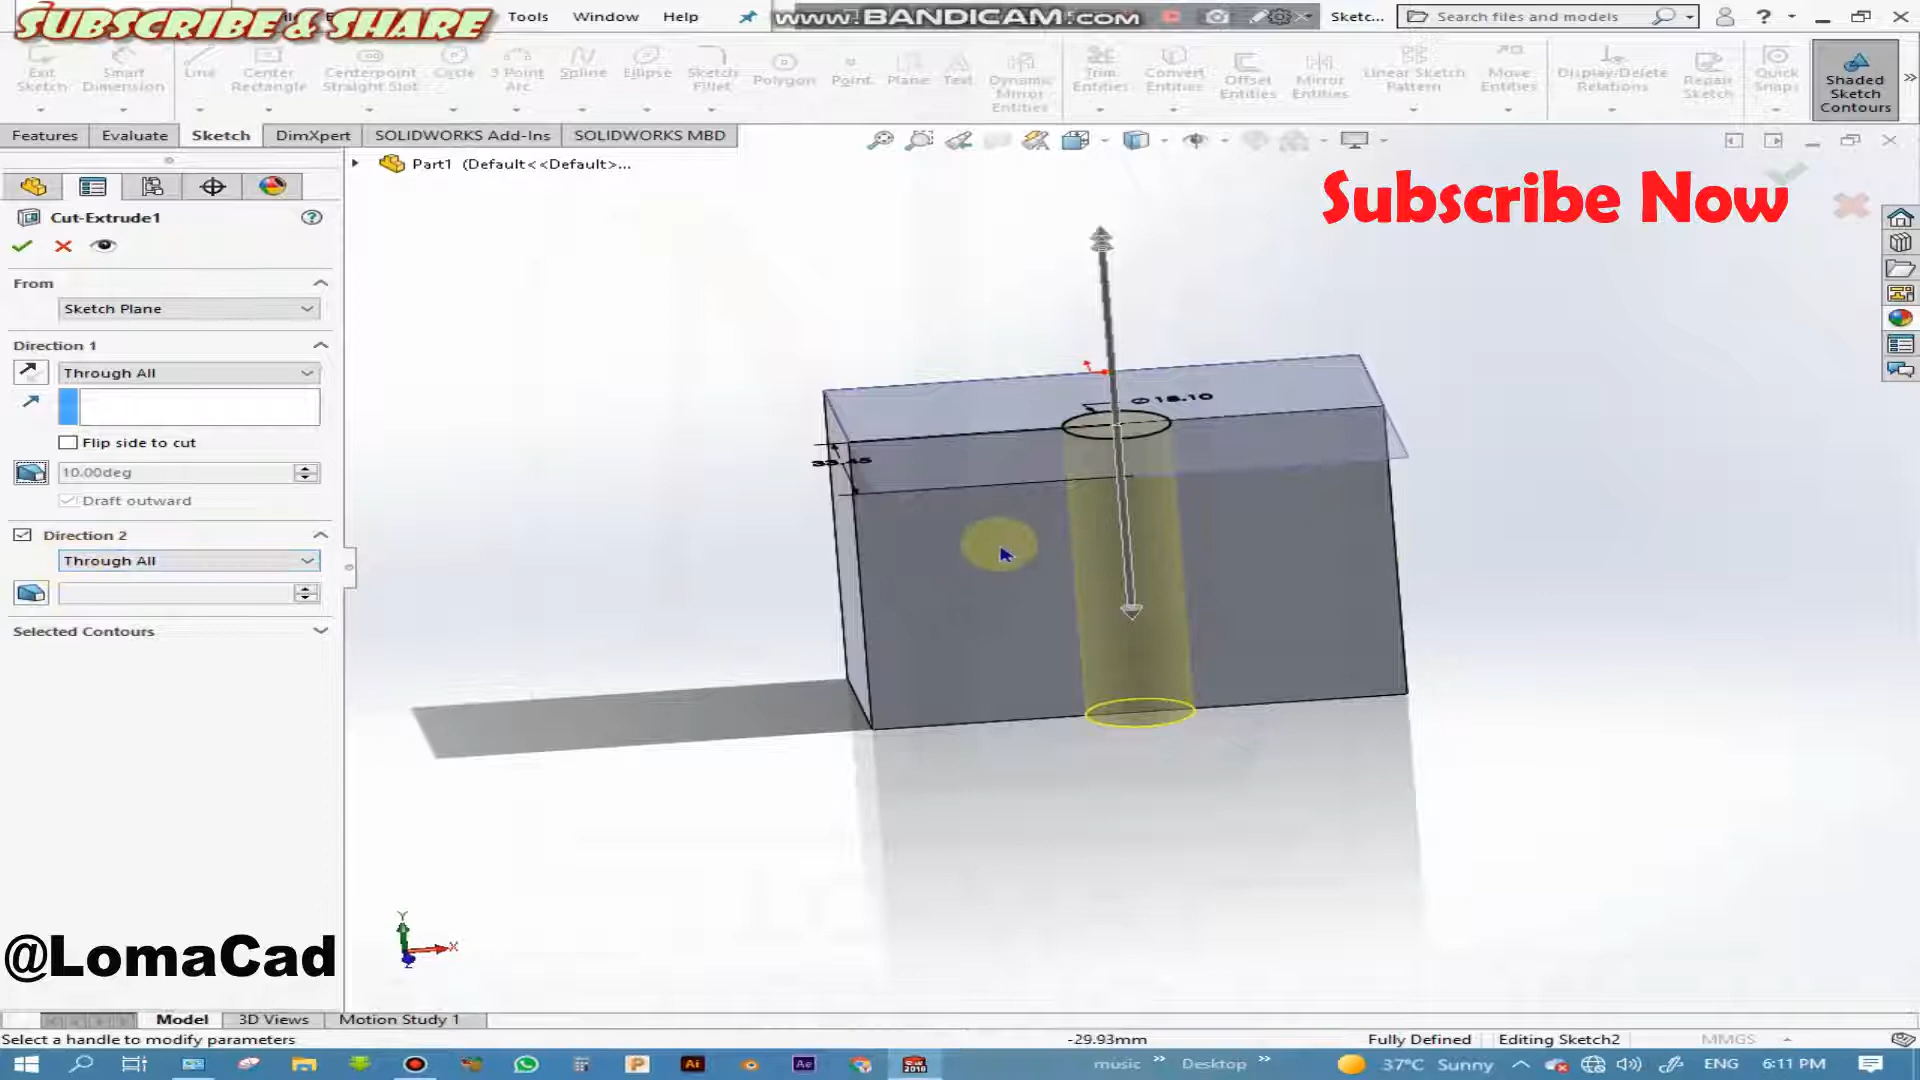 SUBSCRIBE & SHARE
Tools
Window
Help
www.BANDICAM.com
Sketc...
Search files and models
Exit Sketch
Smart Dimension
Line
Center Rectangle
Centerpoint Straight Slot
Circle
3 Point Arc
Spline
Ellipse
Sketch Fillet
Polygon
Point
Plane
Text
Dynamic Mirror Entities
Trim Entities
Convert Entities
Offset Entities
Mirror Entities
Linear Sketch Pattern
Move Entities
Display/Delete Relations
Repair Sketch
Quick Snaps
Shaded Sketch Contours
Features
Evaluate
Sketch
DimXpert
SOLIDWORKS Add-Ins
SOLIDWORKS MBD
Part1 (Default<<Default>...
Subscribe Now
Cut-Extrude1
From
Sketch Plane
Direction 1
Through All
Flip side to cut
10.00deg
Draft outward
Direction 2
Through All
Selected Contours
33.45
Y
X
Z
@LomaCad
Model
3D Views
Motion Study 1
Select a handle to modify parameters
-29.93mm
Fully Defined
Editing Sketch2
MMGS
music
Desktop
37°C Sunny
ENG
6:11 PM